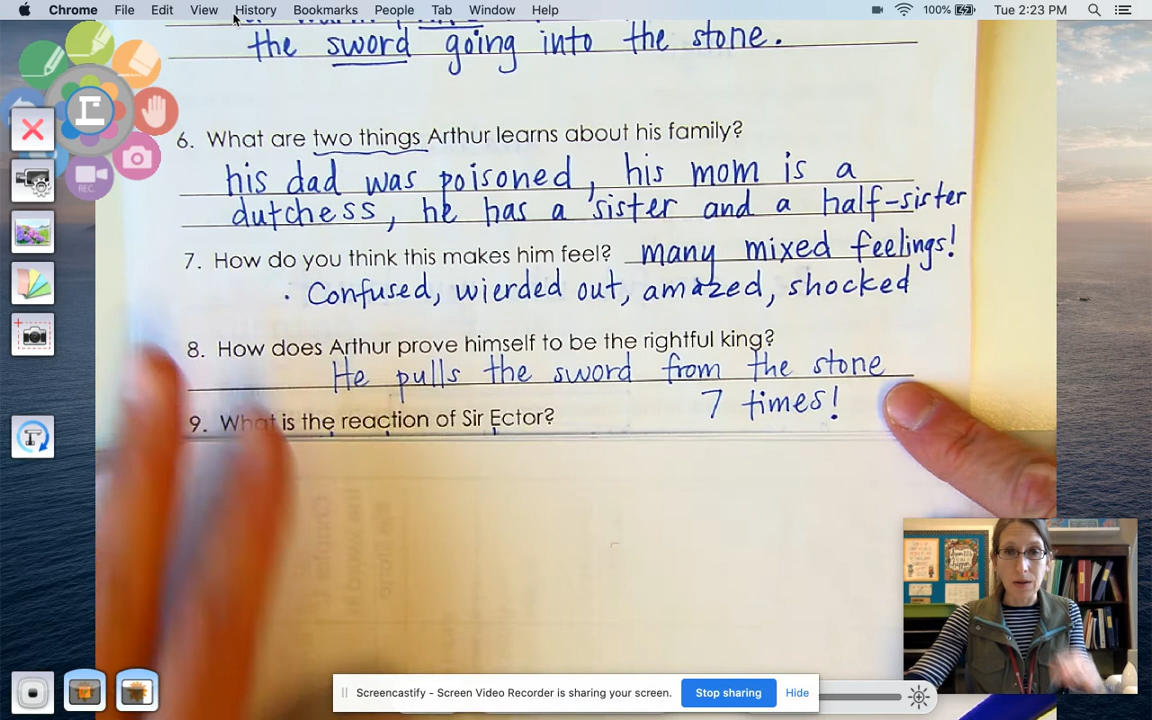 Chrome File Edit View History Bookmarks People Tab Window Help 100% Tue 2:23 PM
the sword going into the stone.
6. What are two things Arthur learns about his family?
his dad was poisoned, his mom is a
dutchess, he has a sister and a half-sister
7. How do you think this makes him feel? many mixed feelings!
. Confused, wierded out, amazed, shocked
8. How does Arthur prove himself to be the rightful king?
He pulls the sword from the stone
7 times!
9. What is the reaction of Sir Ector?
REC
Screencastify - Screen Video Recorder is sharing your screen. Stop sharing Hide